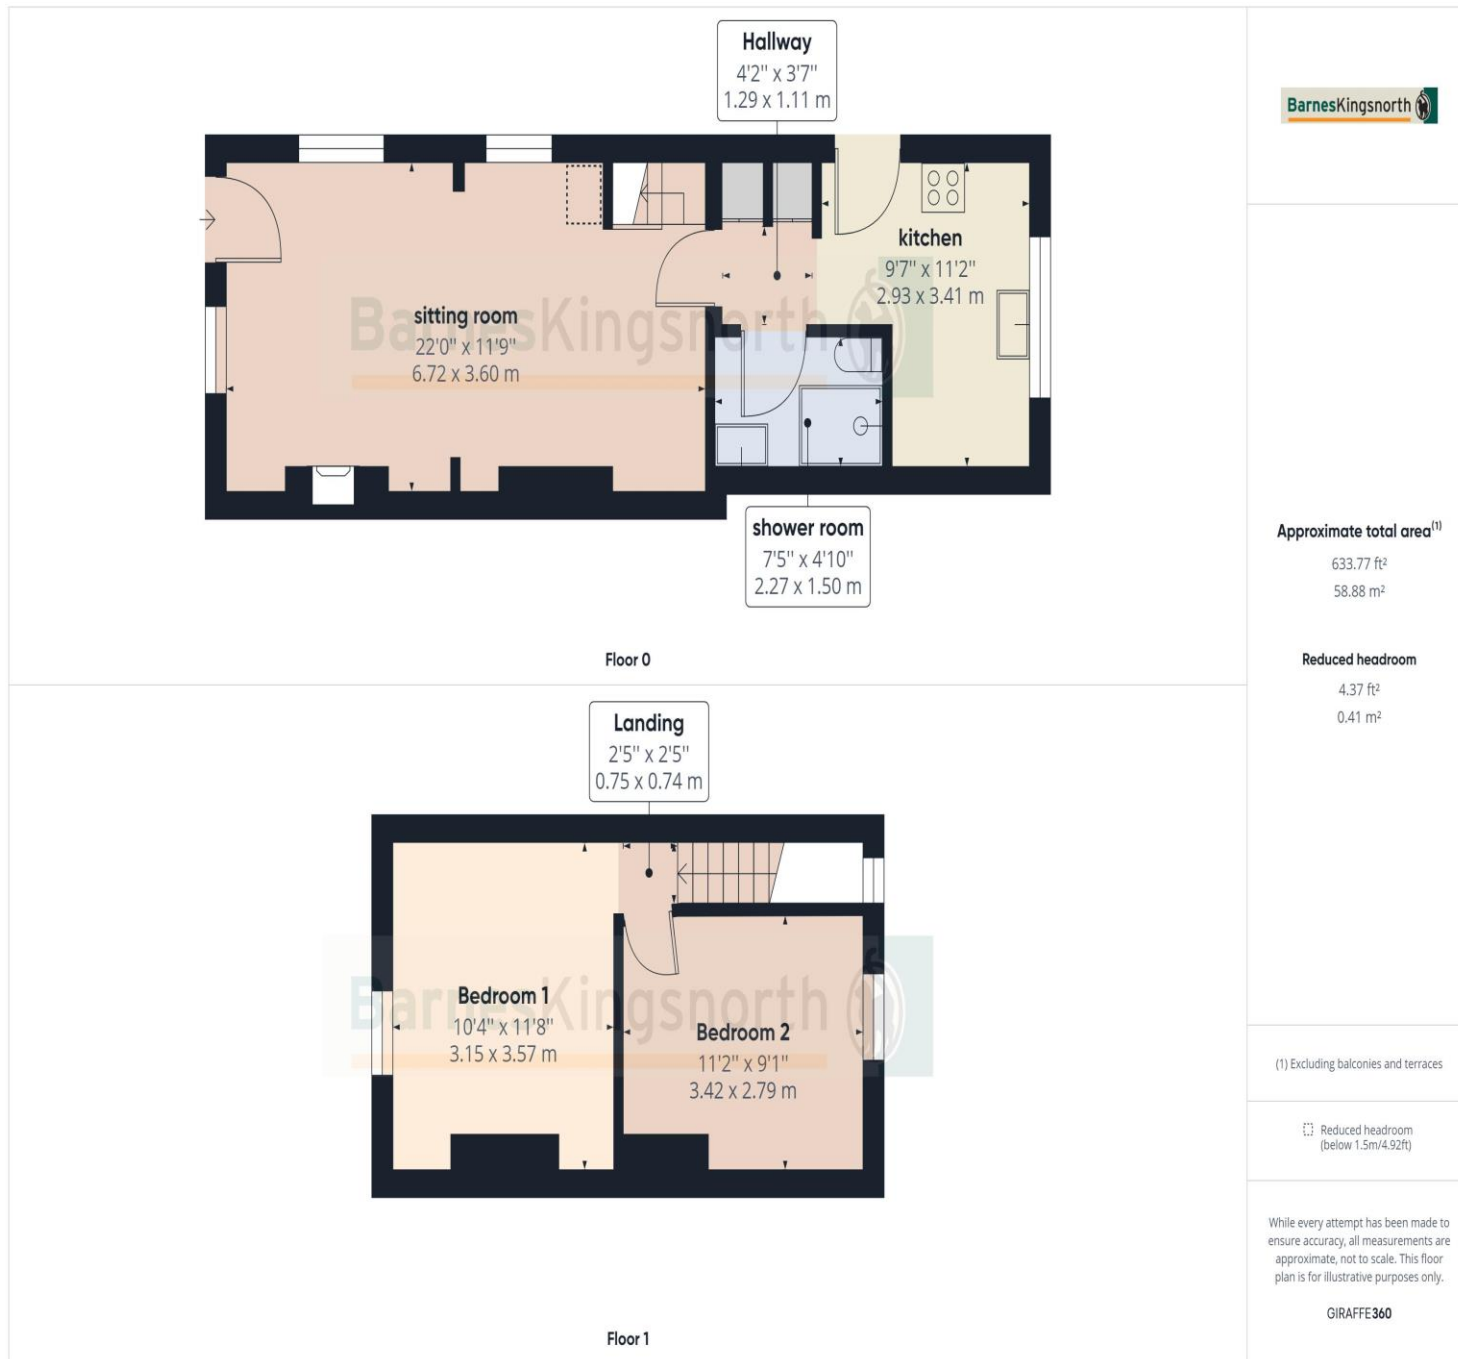 Hallway
4'2" x 3'7"
1.29 x 1.11 m
kitchen
9'7" x 11'2"
2.93 x 3.41 m
sitting room
22'0" x 11'9"
6.72 x 3.60 m
BarnesKingsnorth
shower room
7'5" x 4'10"
2.27 x 1.50 m
Floor 0
Landing
2'5" x 2'5"
0.75 x 0.74 m
Bedroom 1
10'4" x 11'8"
3.15 x 3.57 m
Bedroom 2
11'2" x 9'1"
3.42 x 2.79 m
BarnesKingsnorth
Floor 1
BarnesKingsnorth
Approximate total area(1)
633.77 ft²
58.88 m²
Reduced headroom
4.37 ft²
0.41 m²
(1) Excluding balconies and terraces
Reduced headroom
(below 1.5m/4.92ft)
While every attempt has been made to
ensure accuracy, all measurements are
approximate, not to scale. This floor
plan is for illustrative purposes only.
GIRAFFE360